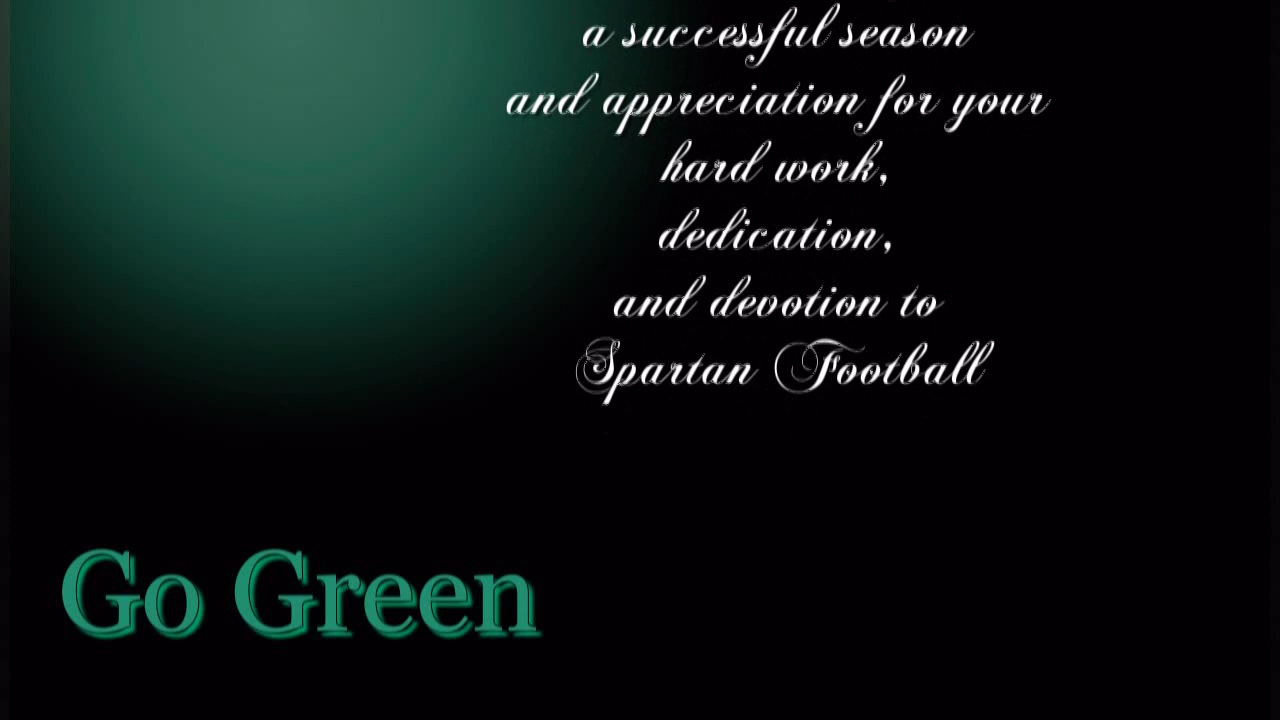 a successful season
and appreciation for your
hard work,
dedication,
and devotion to
Spartan Football
Go Green